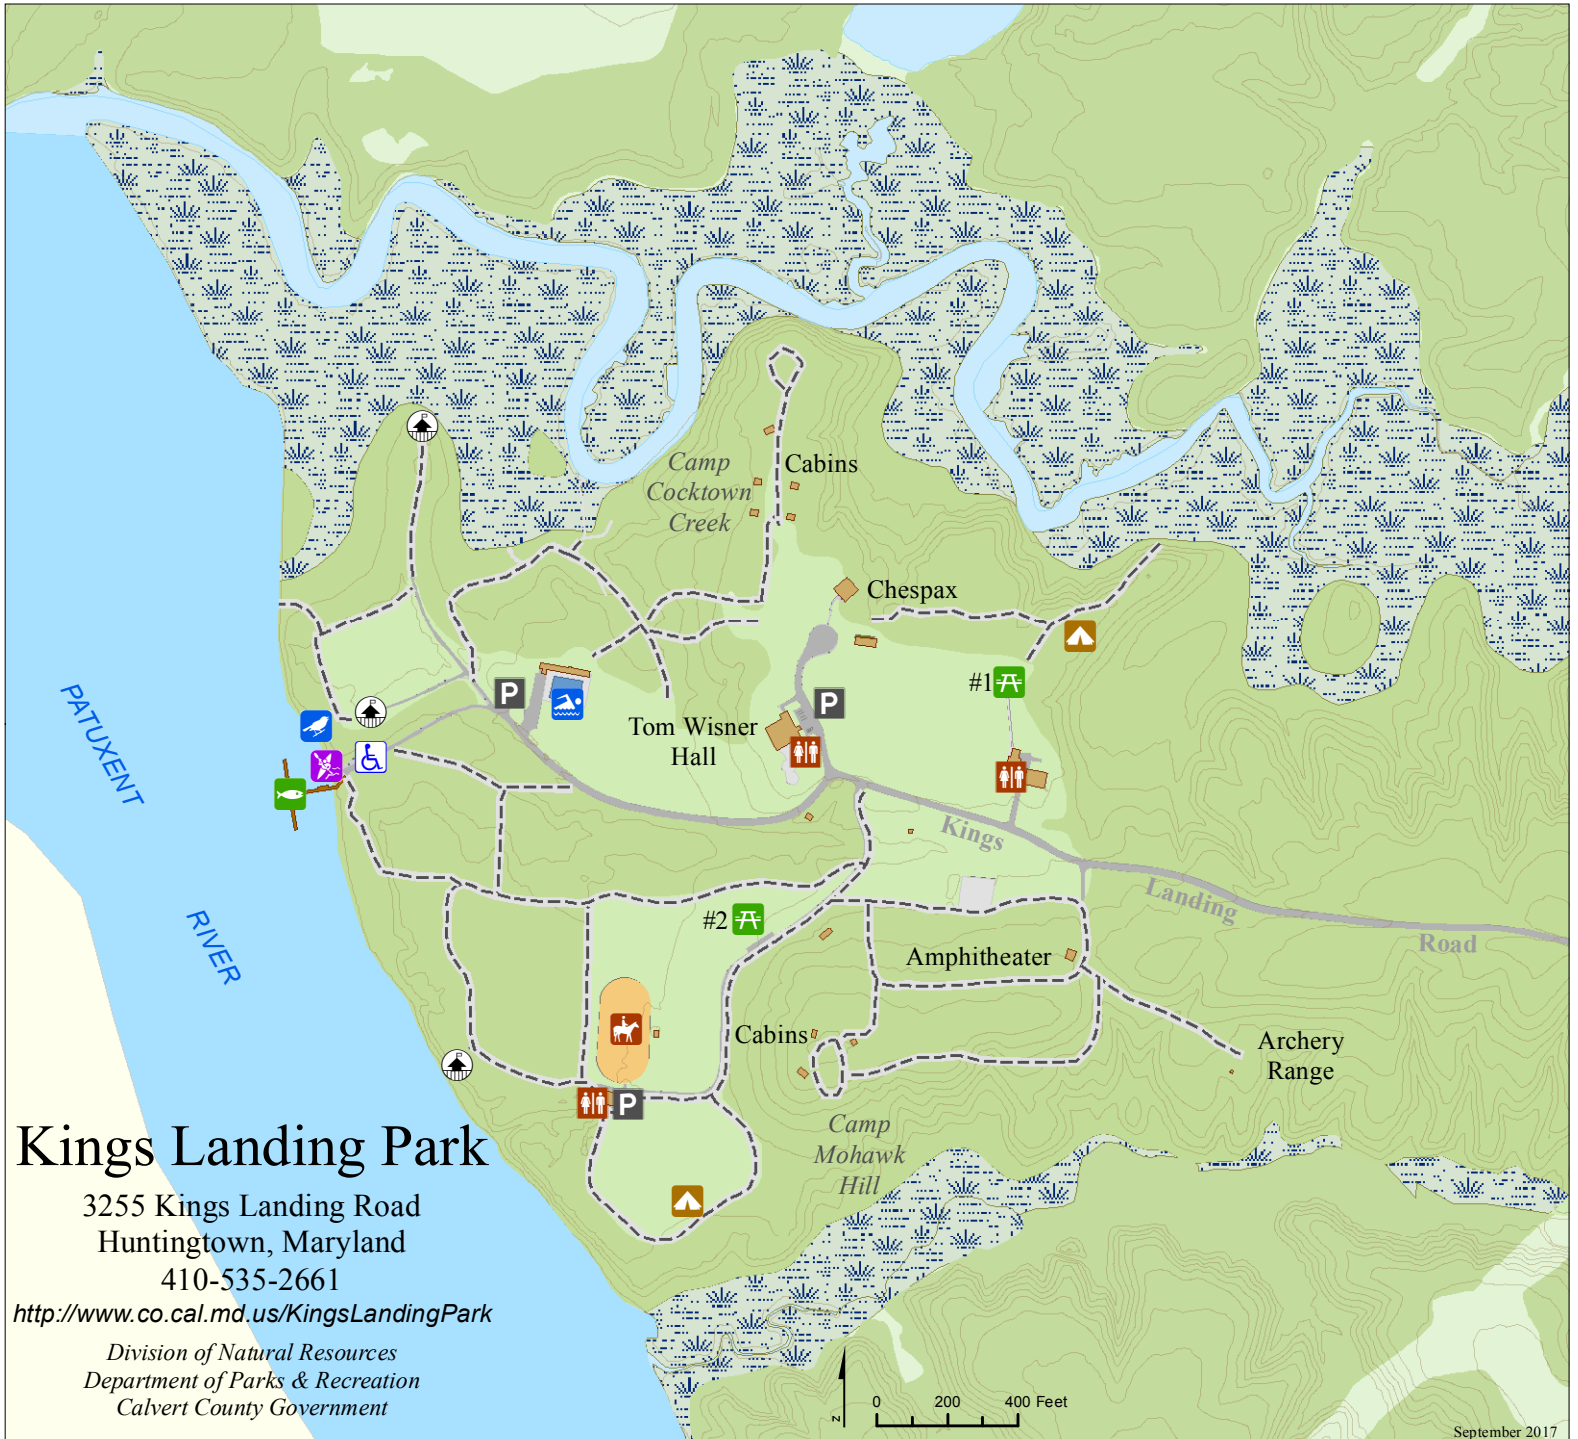 Camp
Cocktown
Creek
Cabins
Chespax
#1
P
P
Tom Wisner
Hall
PATUXENT
RIVER
Kings
Landing
Road
#2
Amphitheater
Cabins
Archery
Range
P
Camp
Mohawk
Hill
Kings Landing Park
3255 Kings Landing Road
Huntingtown, Maryland
410-535-2661
http://www.co.cal.md.us/KingsLandingPark
Division of Natural Resources
Department of Parks & Recreation
Calvert County Government
z
0 200 400 Feet
September 2017